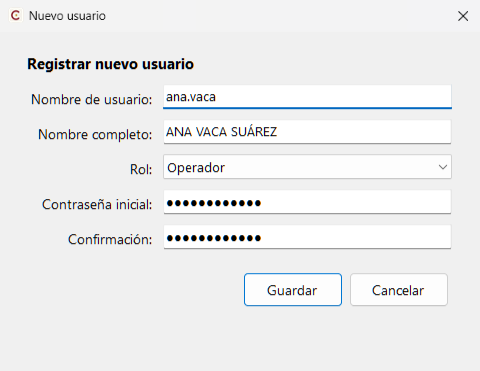 Nuevo usuario
Registrar nuevo usuario
Nombre de usuario: ana.vaca
Nombre completo: ANA VACA SUÁREZ
Rol: Operador
Contraseña inicial: ●●●●●●●●●●●●
Confirmación: ●●●●●●●●●●●●
Guardar Cancelar